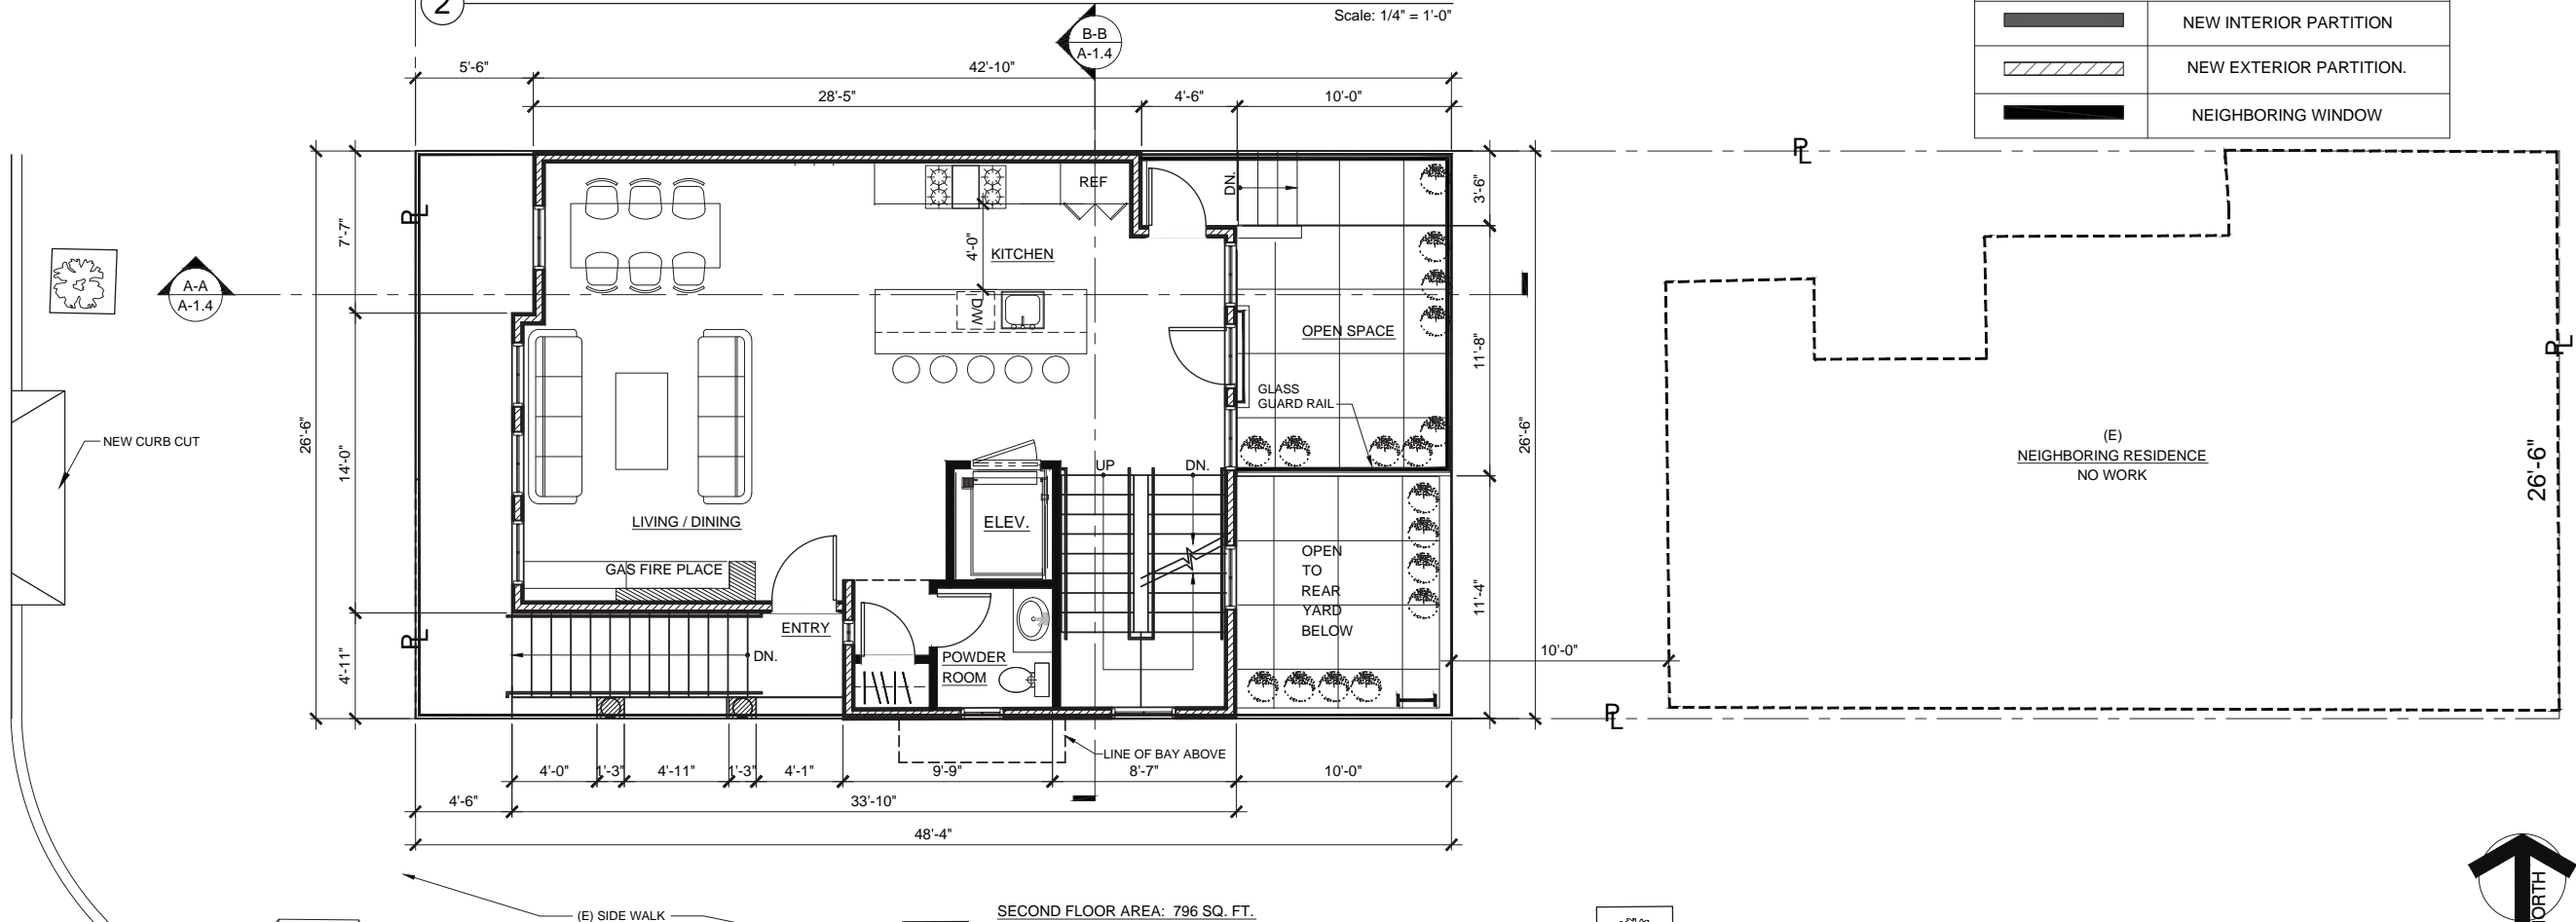 2
Scale: 1/4" = 1'-0"
NEW INTERIOR PARTITION
NEW EXTERIOR PARTITION.
NEIGHBORING WINDOW
B-B
A-1.4
5'-6"
42'-10"
28'-5"
4'-6"
10'-0"
PL
PL
REF
DN.
3'-6"
7'-7"
4'-0"
KITCHEN
A-A
A-1.4
D/W
OPEN SPACE
11'-8"
PL
GLASS
GUARD RAIL
NEW CURB CUT
26'-6"
14'-0"
26'-6"
(E)
NEIGHBORING RESIDENCE
NO WORK
26'-6"
UP
DN.
LIVING / DINING
ELEV.
GAS FIRE PLACE
OPEN
TO
REAR
YARD
BELOW
11'-4"
ENTRY
PL
4'-11"
DN.
POWDER
ROOM
10'-0"
PL
LINE OF BAY ABOVE
4'-0"
1'-3"
4'-11"
1'-3"
4'-1"
9'-9"
8'-7"
10'-0"
4'-6"
33'-10"
48'-4"
(E) SIDE WALK
SECOND FLOOR AREA: 796 SQ. FT.